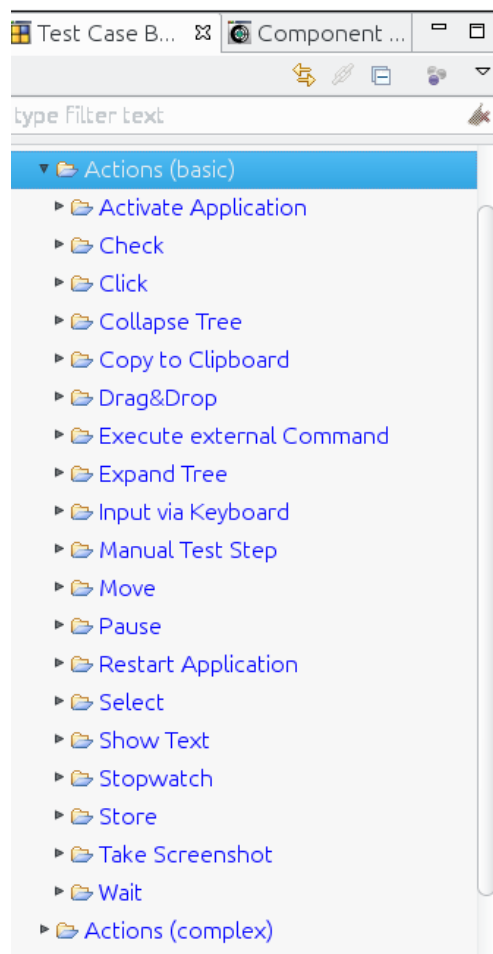 Test Case B... Component ...
type filter text
Actions (basic)
Activate Application
Check
Click
Collapse Tree
Copy to Clipboard
Drag&Drop
Execute external Command
Expand Tree
Input via Keyboard
Manual Test Step
Move
Pause
Restart Application
Select
Show Text
Stopwatch
Store
Take Screenshot
Wait
Actions (complex)